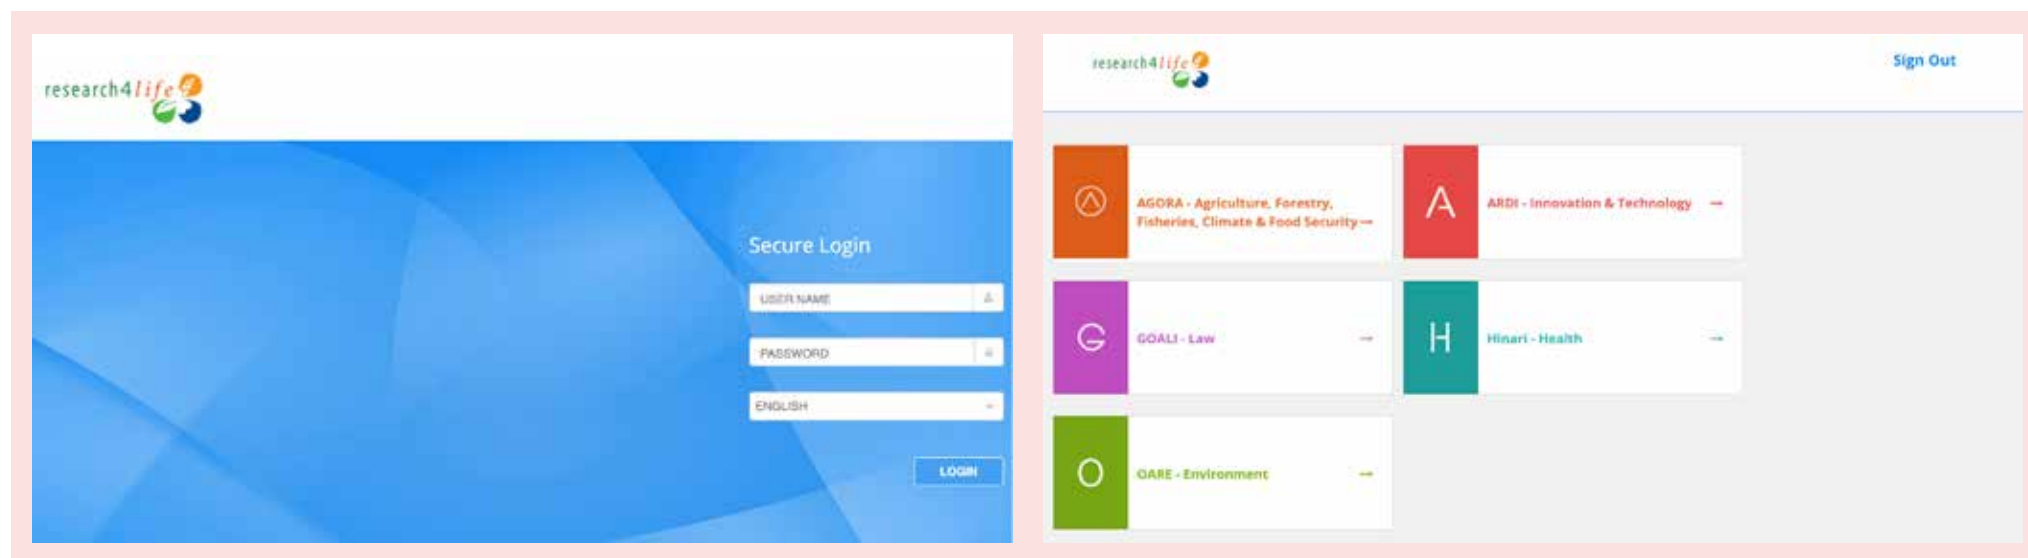 research4life
Secure Login
USER NAME
PASSWORD
ENGLISH
LOGIN
research4life
Sign Out
AGORA - Agriculture, Forestry,
Fisheries, Climate & Food Security→
A
ARDI - Innovation & Technology →
G
GOALI - Law →
H
Hinari - Health →
O
OARE - Environment →